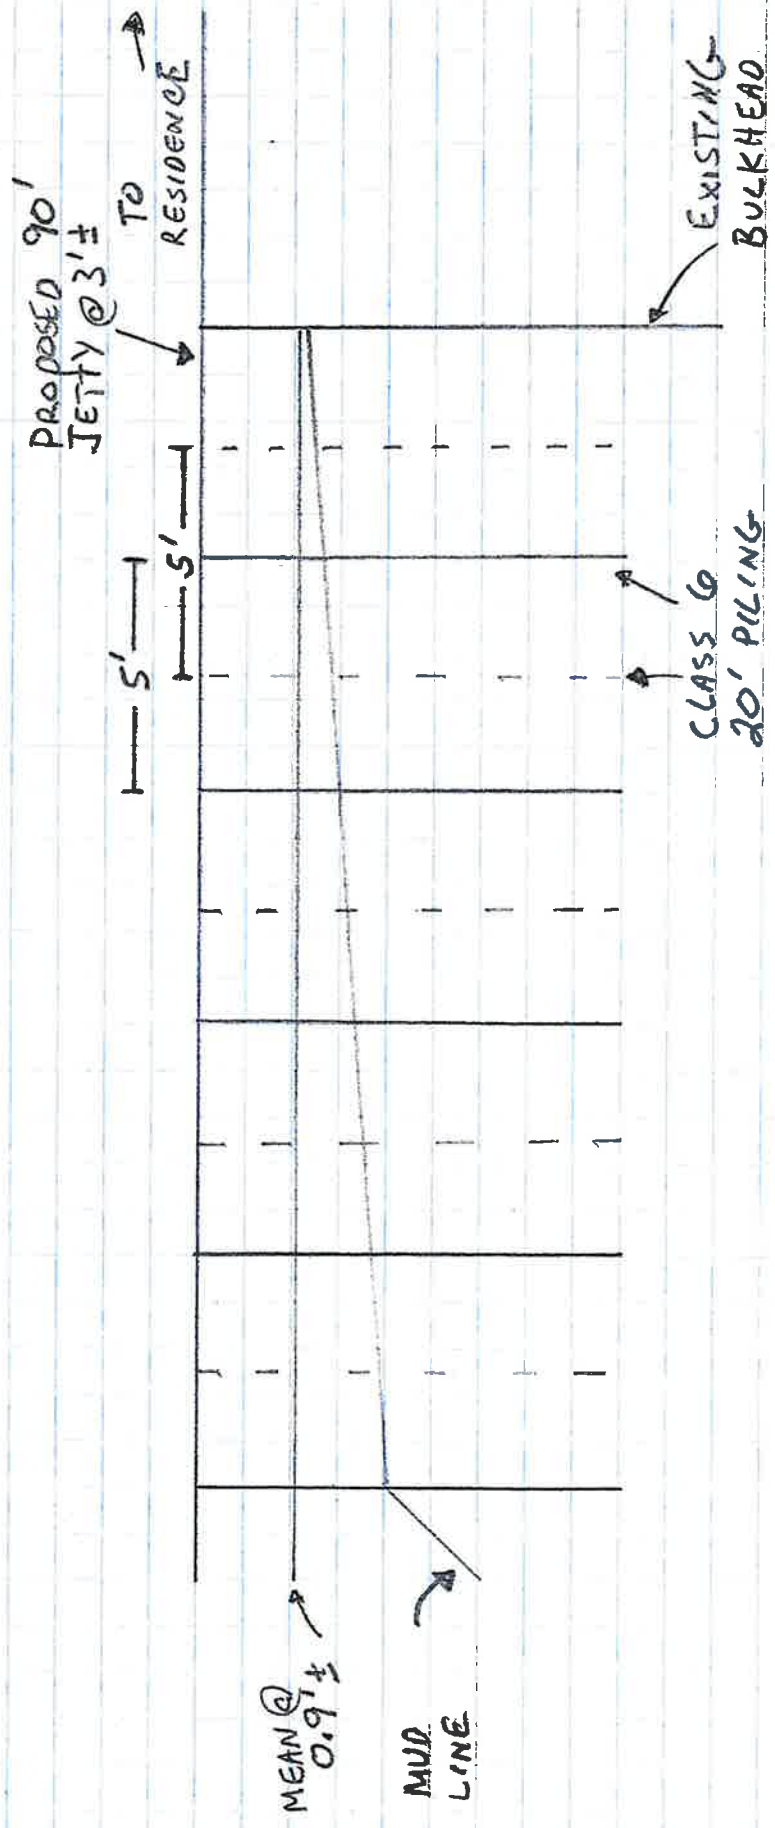 PROPOSED 90'
JETTY @ 3' ±
TO
RESIDENCE
5'
5'
MEAN @
0.9' ±
MUD
LINE
CLASS 6
20' PILING
EXISTING
BULKHEAD